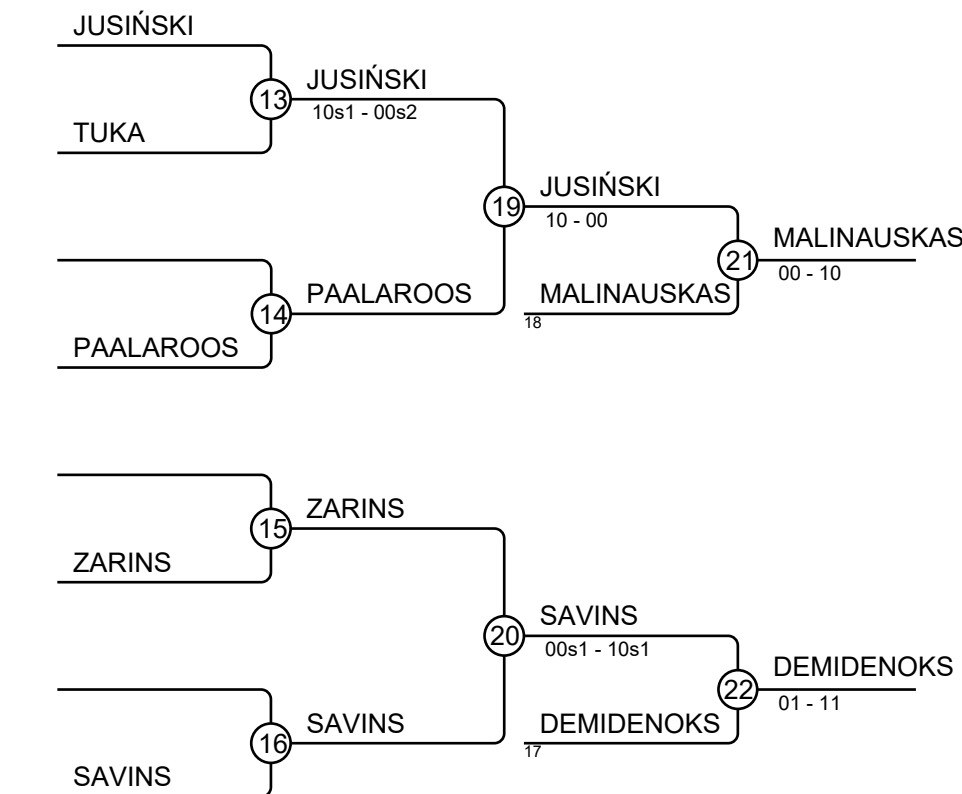 JUSIŃSKI
13
JUSIŃSKI
10s1 - 00s2
TUKA
19
JUSIŃSKI
10 - 00
21
MALINAUSKAS
00 - 10
14
PAALAROOS
MALINAUSKAS
18
PAALAROOS
15
ZARINS
ZARINS
20
SAVINS
00s1 - 10s1
22
DEMIDENOKS
01 - 11
16
SAVINS
DEMIDENOKS
17
SAVINS